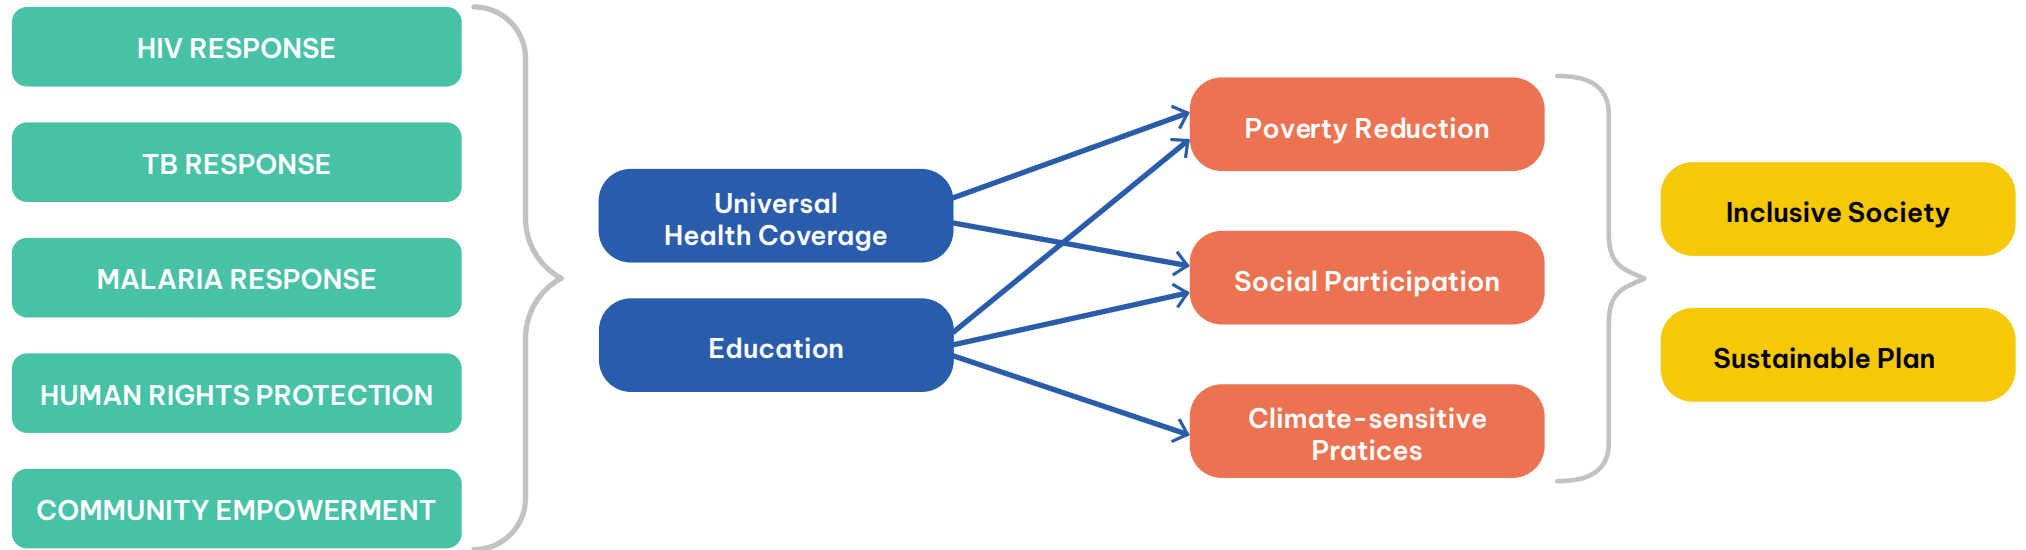 HIV RESPONSE
TB RESPONSE
MALARIA RESPONSE
HUMAN RIGHTS PROTECTION
COMMUNITY EMPOWERMENT
Universal
Health Coverage
Education
Poverty Reduction
Social Participation
Climate-sensitive
Pratices
Inclusive Society
Sustainable Plan